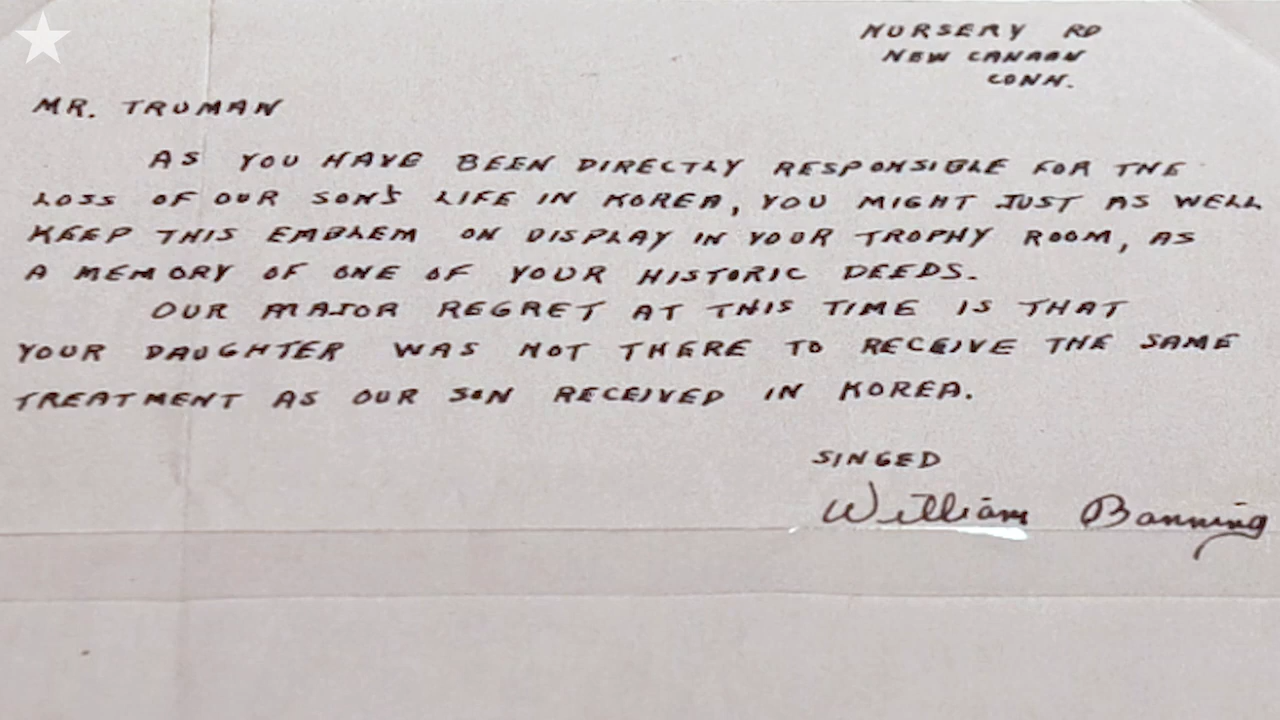 NURSERY RD
NEW CANAAN
CONN.
MR. TRUMAN
AS YOU HAVE BEEN DIRECTLY RESPONSIBLE FOR THE
LOSS OF OUR SON'S LIFE IN KOREA, YOU MIGHT JUST AS WELL
KEEP THIS EMBLEM ON DISPLAY IN YOUR TROPHY ROOM, AS
A MEMORY OF ONE OF YOUR HISTORIC DEEDS.
OUR MAJOR REGRET AT THIS TIME IS THAT
YOUR DAUGHTER WAS NOT THERE TO RECEIVE THE SAME
TREATMENT AS OUR SON RECEIVED IN KOREA.
SINGED
William Banning